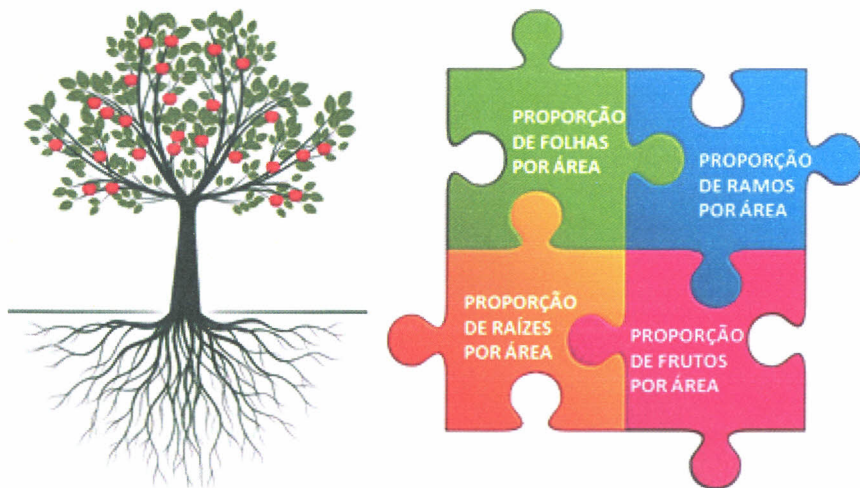 PROPORÇÃO
DE FOLHAS
POR ÁREA
PROPORÇÃO
DE RAMOS
POR ÁREA
PROPORÇÃO
DE RAÍZES
POR ÁREA
PROPORÇÃO
DE FRUTOS
POR ÁREA